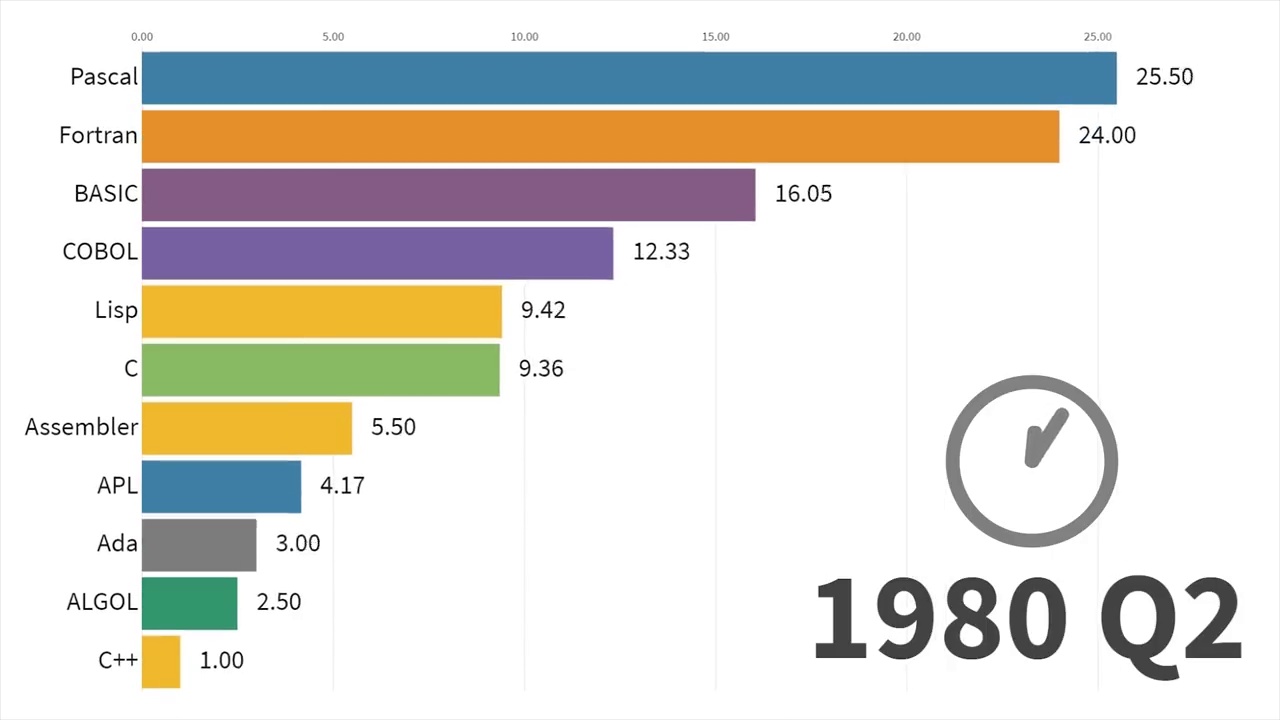 0.00 5.00 10.00 15.00 20.00 25.00
Pascal 25.50
Fortran 24.00
BASIC 16.05
COBOL 12.33
Lisp 9.42
C 9.36
Assembler 5.50
APL 4.17
Ada 3.00
ALGOL 2.50
C++ 1.00
1980 Q2